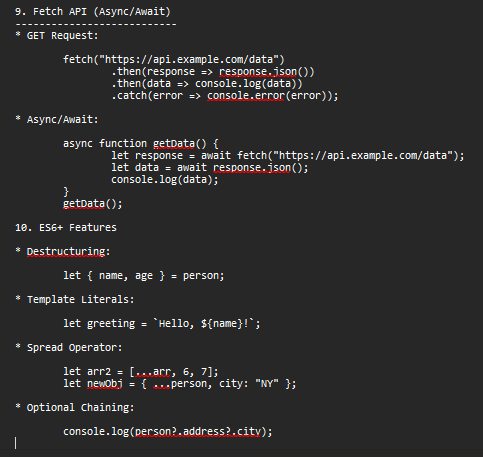 9. Fetch API (Async/Await)
--------------------------
* GET Request:
fetch("https://api.example.com/data")
.then(response => response.json())
.then(data => console.log(data))
.catch(error => console.error(error));
* Async/Await:
async function getData() {
let response = await fetch("https://api.example.com/data");
let data = await response.json();
console.log(data);
}
getData();
10. ES6+ Features
* Destructuring:
let { name, age } = person;
* Template Literals:
let greeting = `Hello, ${name}!`;
* Spread Operator:
let arr2 = [...arr, 6, 7];
let newObj = { ...person, city: "NY" };
* Optional Chaining:
console.log(person?.address?.city);